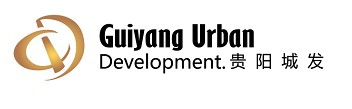 Guiyang Urban
Development.贵阳城发